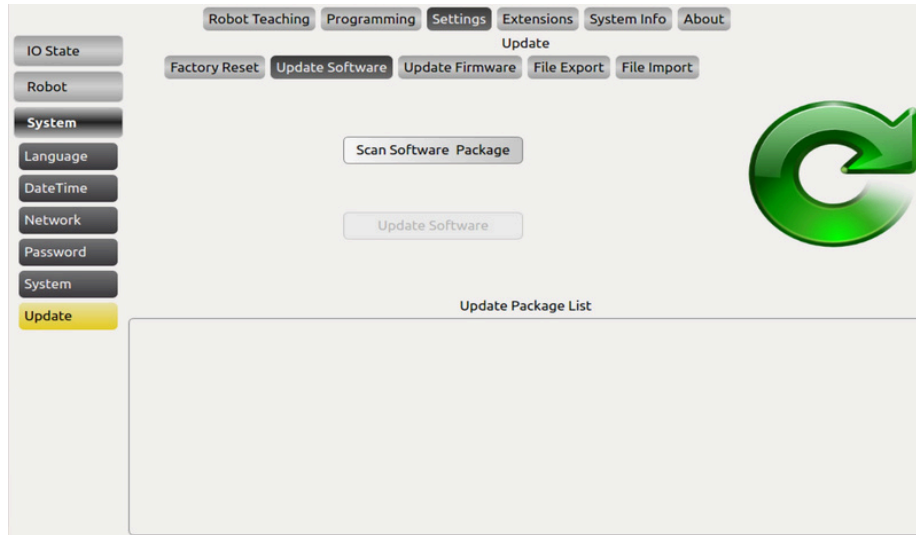 Robot Teaching Programming Settings Extensions System Info About
IO State
Update
Factory Reset Update Software Update Firmware File Export File Import
Robot
System
Scan Software Package
Language
DateTime
Network
Update Software
Password
System
Update Package List
Update